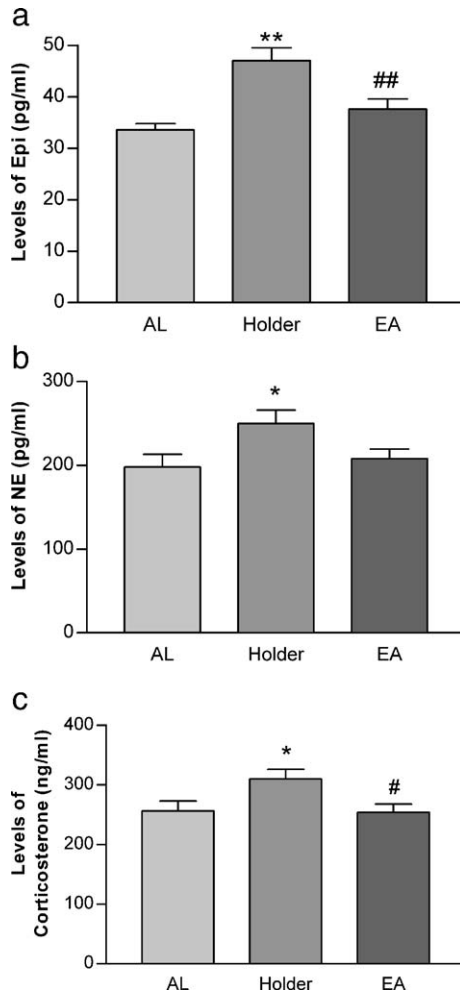 a
Levels of Epi (pg/ml)
50
40
30
20
10
0
**
##
AL Holder EA
b
Levels of NE (pg/ml)
300
200
100
0
*
AL Holder EA
c
Levels of
Corticosterone (ng/ml)
400
300
200
100
0
*
#
AL Holder EA